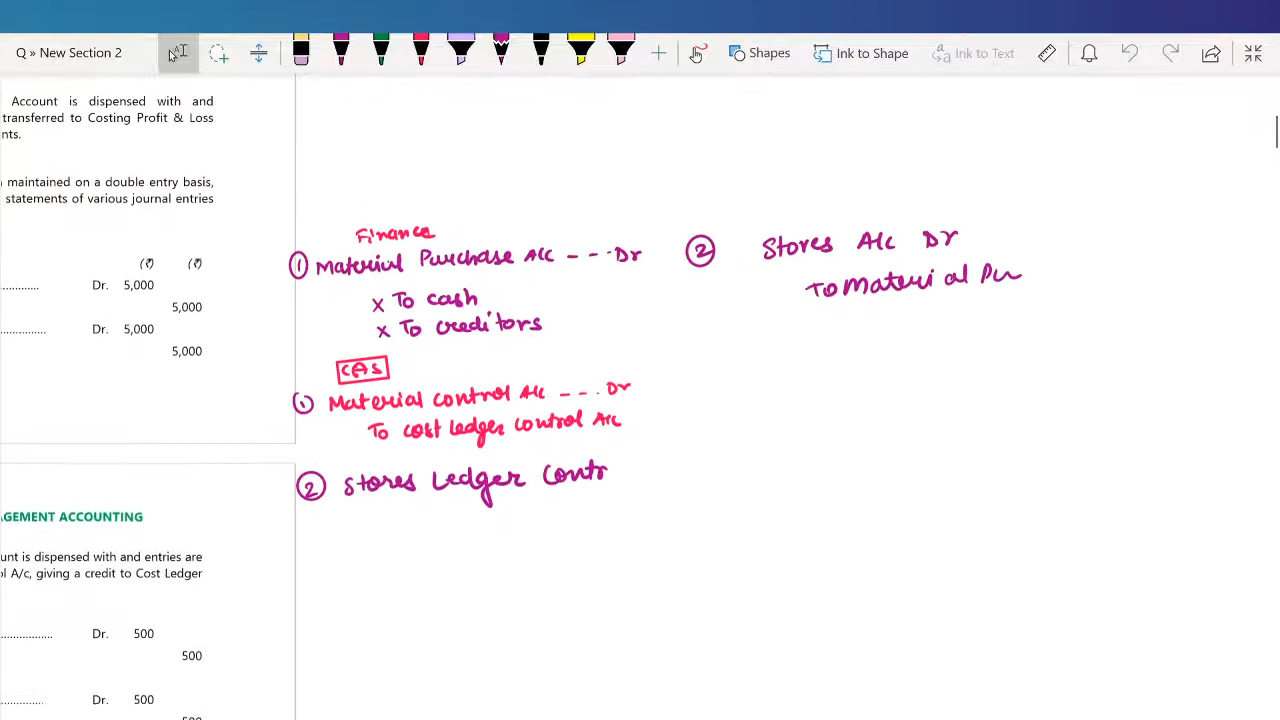 Q » New Section 2
Shapes
Ink to Shape
Ink to Text
Account is dispensed with and
transferred to Costing Profit & Loss
nts.
maintained on a double entry basis,
statements of various journal entries
(₹) (₹)
Dr. 5,000
5,000
Dr. 5,000
5,000
GEMENT ACCOUNTING
unt is dispensed with and entries are
ol A/c, giving a credit to Cost Ledger
Dr. 500
500
Dr. 500
Finance
① Material Purchase A/c - - - Dr
x To cash
x To creditors
CAS
① Material control A/c - - - Dr
To cost ledger control A/c
② Stores Ledger Contr
② Stores A/c Dr
To Material Pur